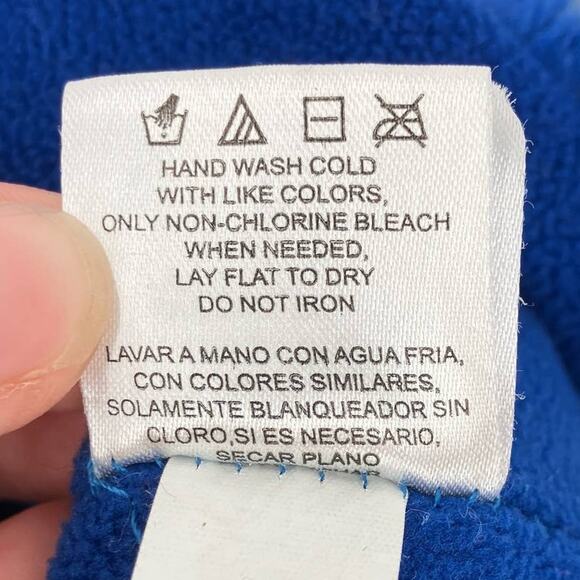 HAND WASH COLD
WITH LIKE COLORS,
ONLY NON-CHLORINE BLEACH
WHEN NEEDED,
LAY FLAT TO DRY
DO NOT IRON
LAVAR A MANO CON AGUA FRIA,
CON COLORES SIMILARES,
SOLAMENTE BLANQUEADOR SIN
CLORO,SI ES NECESARIO,
SECAR PLANO